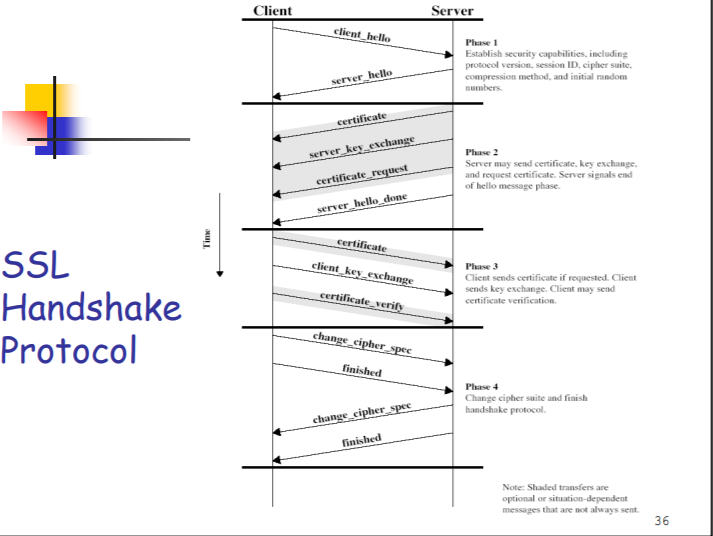 Client
Server
client_hello
server_hello
Phase 1
Establish security capabilities, including
protocol version, session ID, cipher suite,
compression method, and initial random
numbers.
certificate
server_key_exchange
certificate_request
server_hello_done
Phase 2
Server may send certificate, key exchange,
and request certificate. Server signals end
of hello message phase.
Time
SSL
Handshake
Protocol
certificate
client_key_exchange
certificate_verify
Phase 3
Client sends certificate if requested. Client
sends key exchange. Client may send
certificate verification.
change_cipher_spec
finished
change_cipher_spec
finished
Phase 4
Change cipher suite and finish
handshake protocol.
Note: Shaded transfers are
optional or situation-dependent
messages that are not always sent.
36